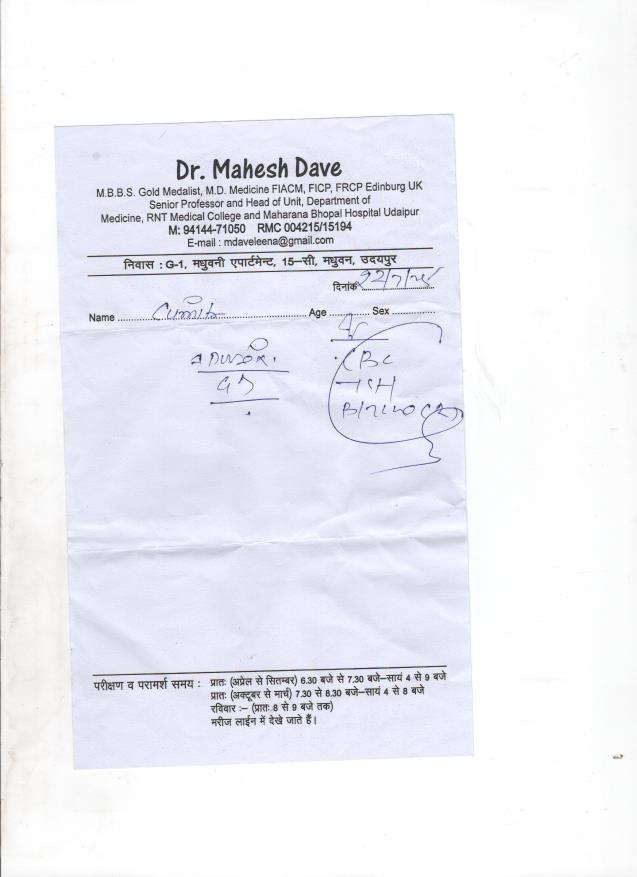 Dr. Mahesh Dave
M.B.B.S. Gold Medalist, M.D. Medicine FIACM, FICP, FRCP Edinburg UK
Senior Professor and Head of Unit, Department of
Medicine, RNT Medical College and Maharana Bhopal Hospital Udaipur
M: 94144-71050 RMC 004215/15194
E-mail : mdaveleena@gmail.com
निवास : G-1, मधुवनी एपार्टमेन्ट, 15-सी, मधुवन, उदयपुर
दिनांक
Name Age Sex
CBC
TSH
परीक्षण व परामर्श समय : प्रातः (अप्रेल से सितम्बर) 6.30 बजे से 7.30 बजे–सायं 4 से 9 बजे
प्रातः (अक्टूबर से मार्च) 7.30 से 8.30 बजे–सायं 4 से 8 बजे
रविवार :– (प्रातः 8 से 9 बजे तक)
मरीज लाईन में देखे जाते हैं।